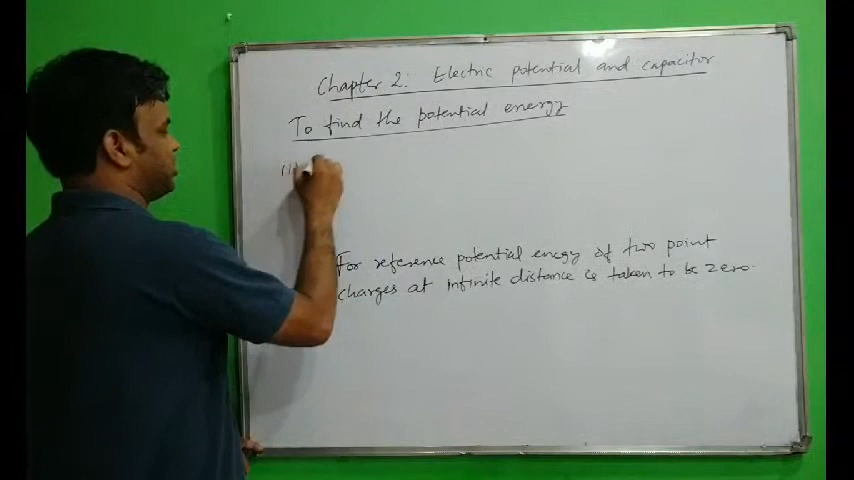 Chapter 2: Electric potential and capacitor
To find the potential energy
For reference potential energy of two point
charges at infinite distance is taken to be zero.